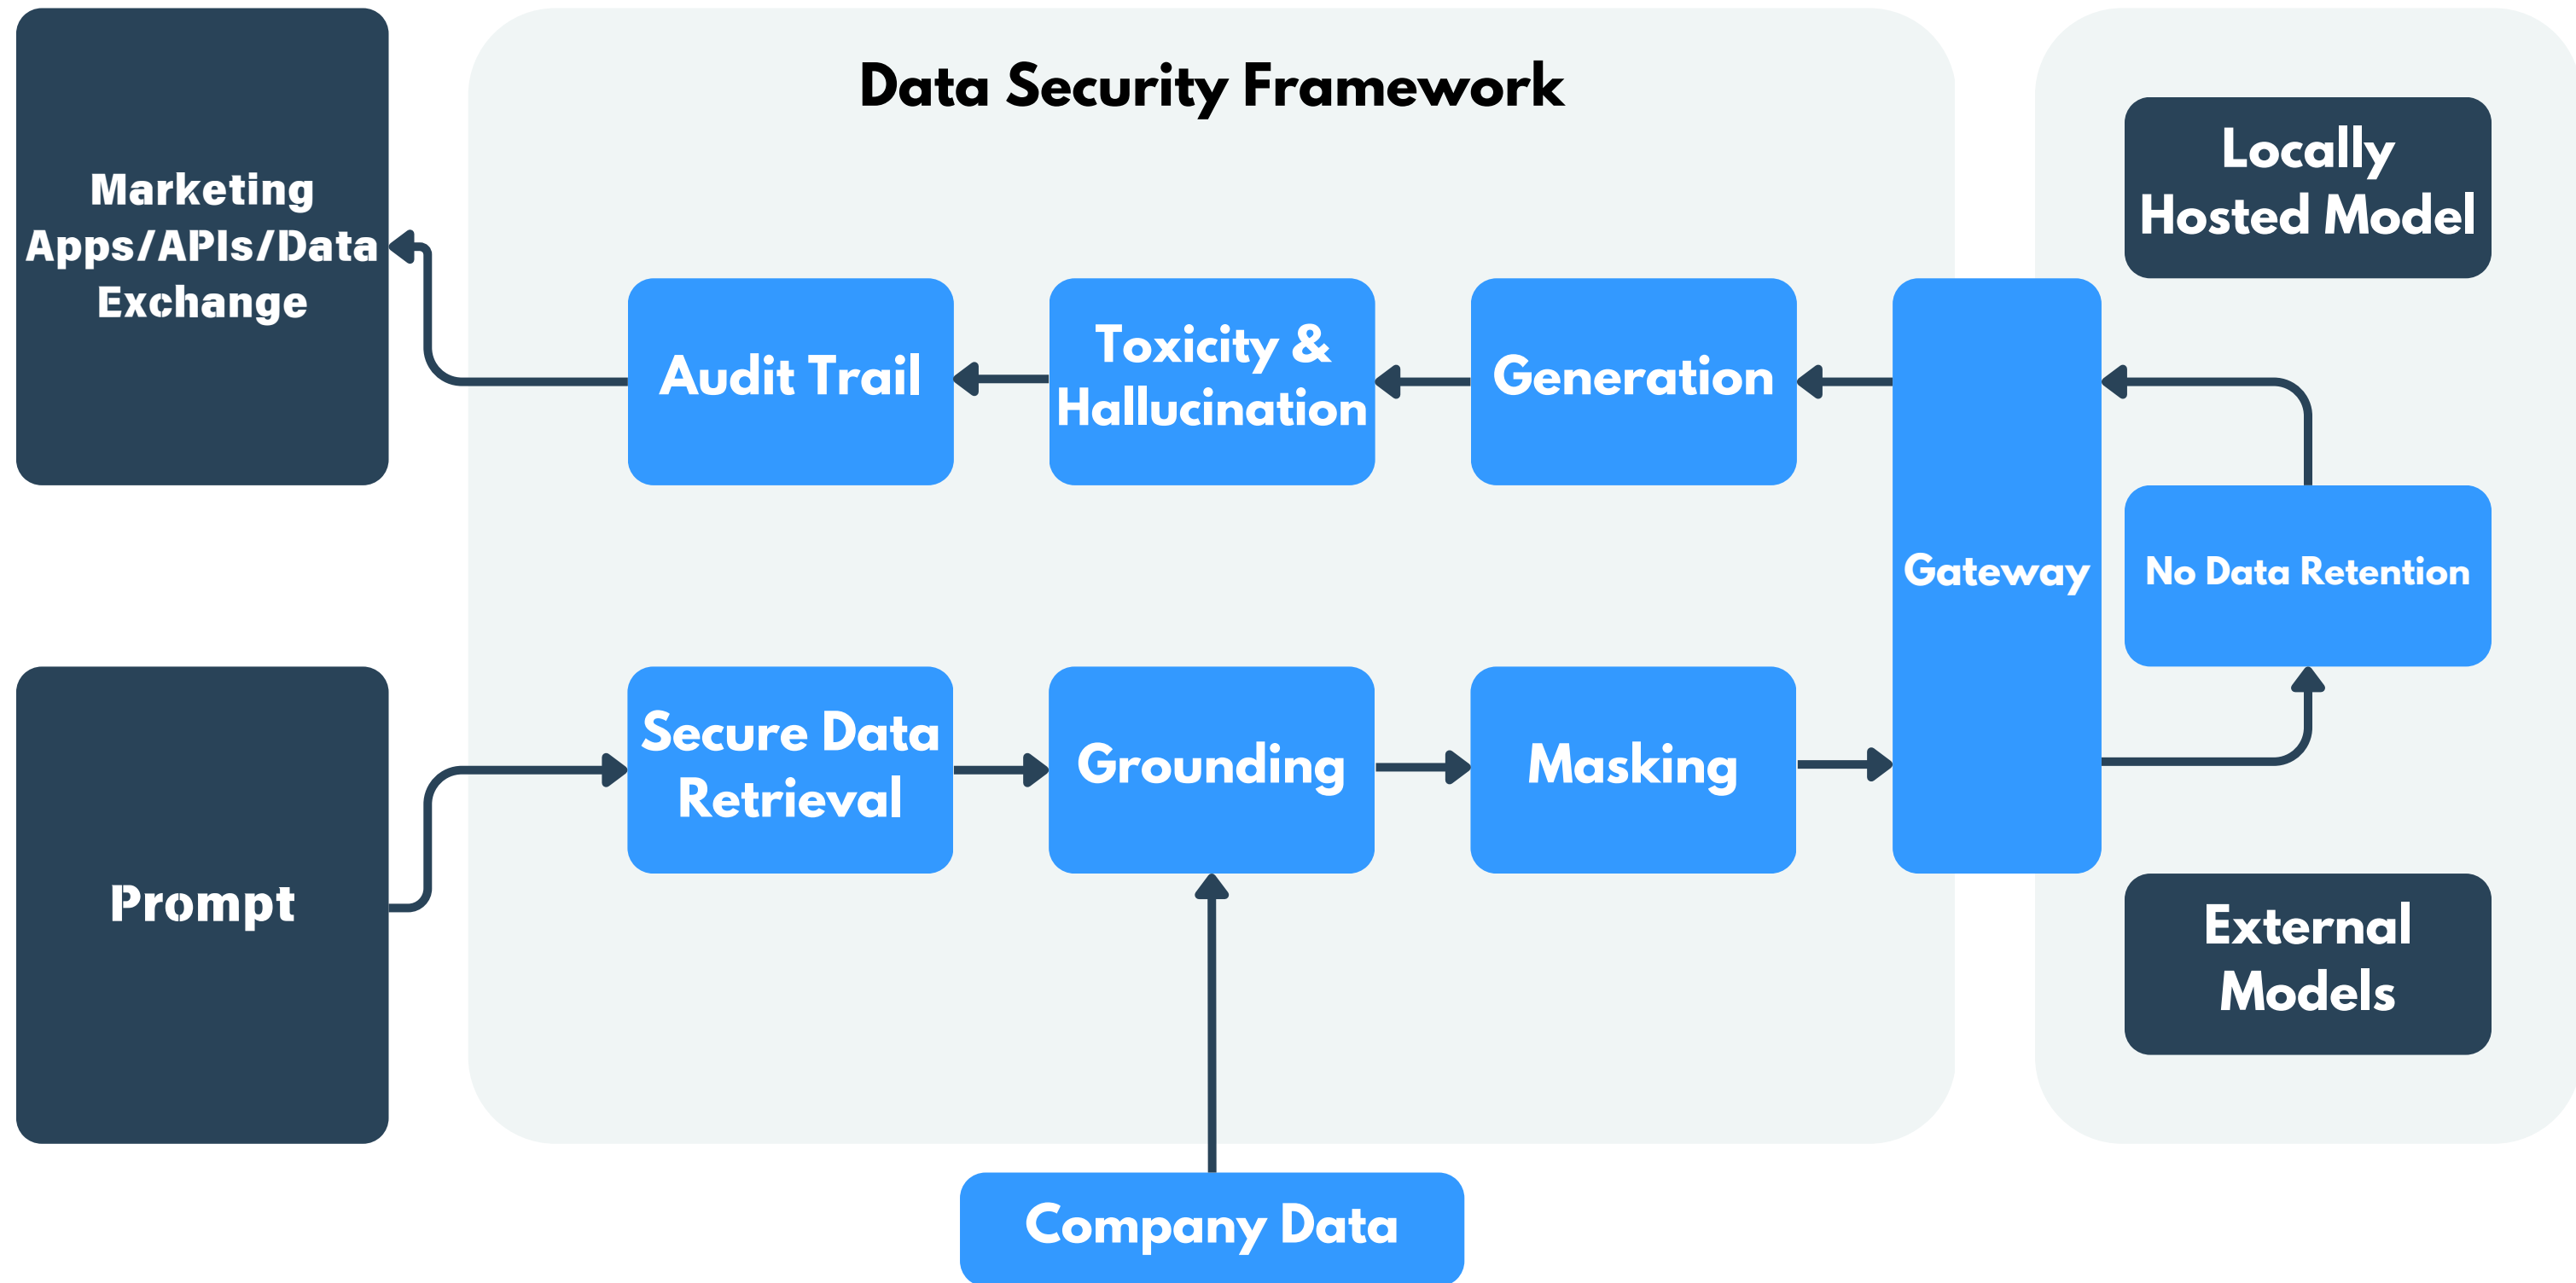 Data Security Framework
Marketing
Apps/APIs/Data
Exchange
Locally
Hosted Model
Audit Trail
Toxicity &
Hallucination
Generation
Gateway
No Data Retention
Prompt
Secure Data
Retrieval
Grounding
Masking
External
Models
Company Data